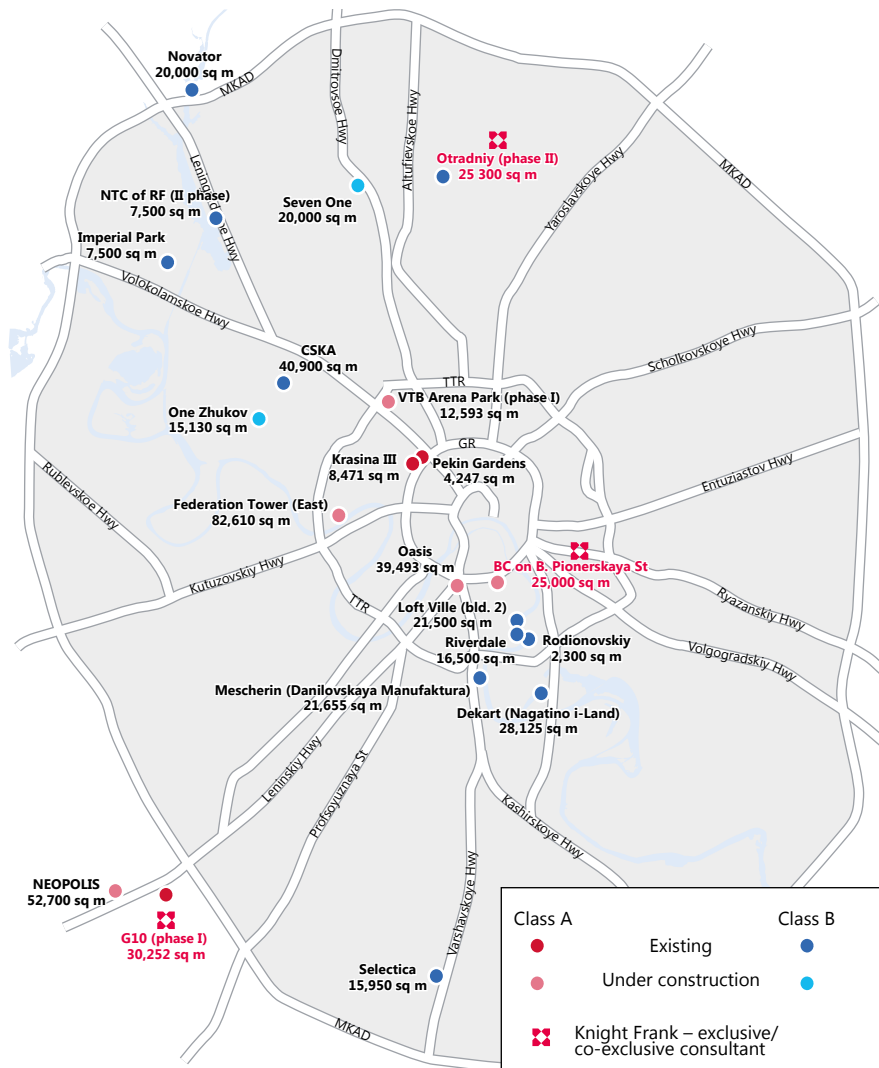 Novator
20,000 sq m
MKAD
Dmitrovsoe Hwy
Altufievskoe Hwy
Otradniy (phase II)
25 300 sq m
Yaroslavskoye Hwy
MKAD
NTC of RF (II phase)
7,500 sq m
Seven One
20,000 sq m
Imperial Park
7,500 sq m
Volokolamskoe Hwy
CSKA
40,900 sq m
Scholkovskoye Hwy
TTR
VTB Arena Park (phase I)
12,593 sq m
One Zhukov
15,130 sq m
GR
Krasina III
8,471 sq m
Pekin Gardens
4,247 sq m
Rublevskoe Hwy
Entuziastov Hwy
Federation Tower (East)
82,610 sq m
Kutuzovskiy Hwy
Oasis
39,493 sq m
BC on B. Pionerskaya St
25,000 sq m
TTR
Ryazanskiy Hwy
Loft Ville (bld. 2)
21,500 sq m
Riverdale
16,500 sq m
Rodionovskiy
2,300 sq m
Volgogradskiy Hwy
Mescherin (Danilovskaya Manufaktura)
21,655 sq m
Dekart (Nagatino i-Land)
28,125 sq m
Leninskiy Hwy
Profsoyuznaya St
Kashirskoye Hwy
Varshavskoye Hwy
NEOPOLIS
52,700 sq m
G10 (phase I)
30,252 sq m
Selectica
15,950 sq m
MKAD
Class A
Class B
Existing
Under construction
Knight Frank – exclusive/
co-exclusive consultant